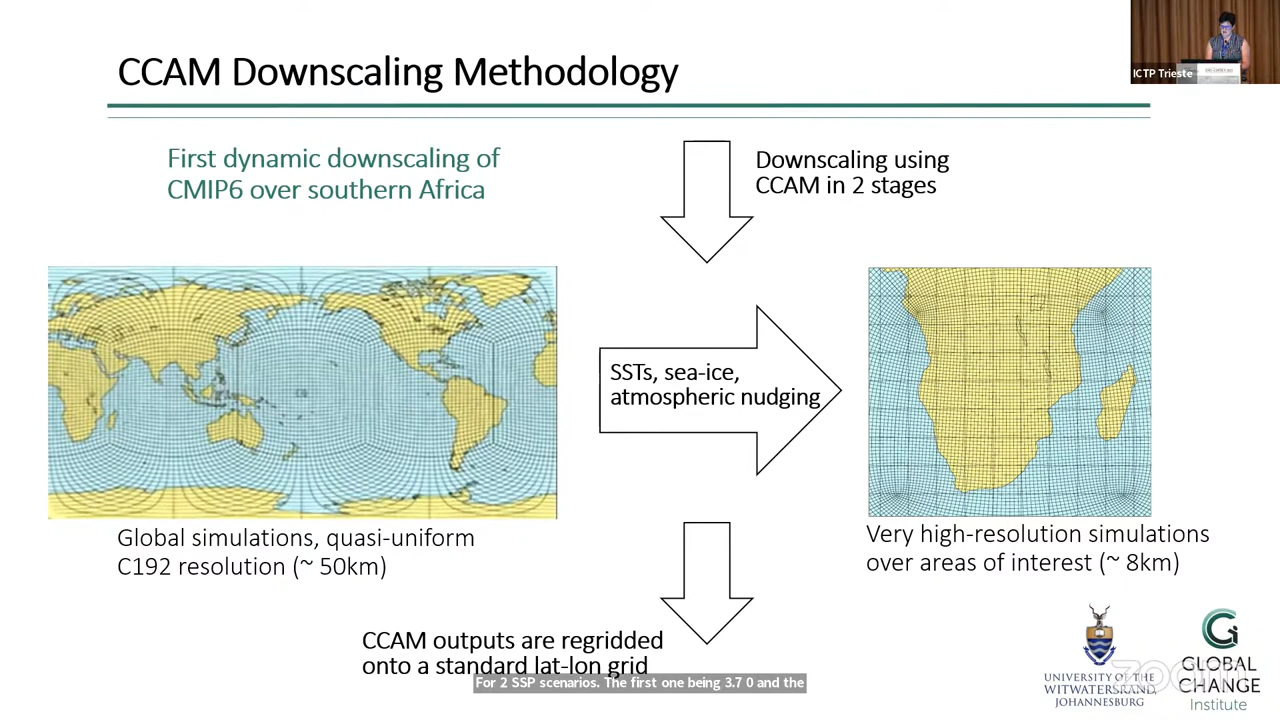 CCAM Downscaling Methodology
ICTP Trieste
First dynamic downscaling of
CMIP6 over southern Africa
Downscaling using
CCAM in 2 stages
SSTs, sea-ice,
atmospheric nudging
Global simulations, quasi-uniform
C192 resolution (~ 50km)
Very high-resolution simulations
over areas of interest (~ 8km)
CCAM outputs are regridded
onto a standard lat-lon grid
For 2 SSP scenarios. The first one being 3.7 0 and the
UNIVERSITY OF THE
WITWATERSRAND,
JOHANNESBURG
GLOBAL
CHANGE
Institute
zoom